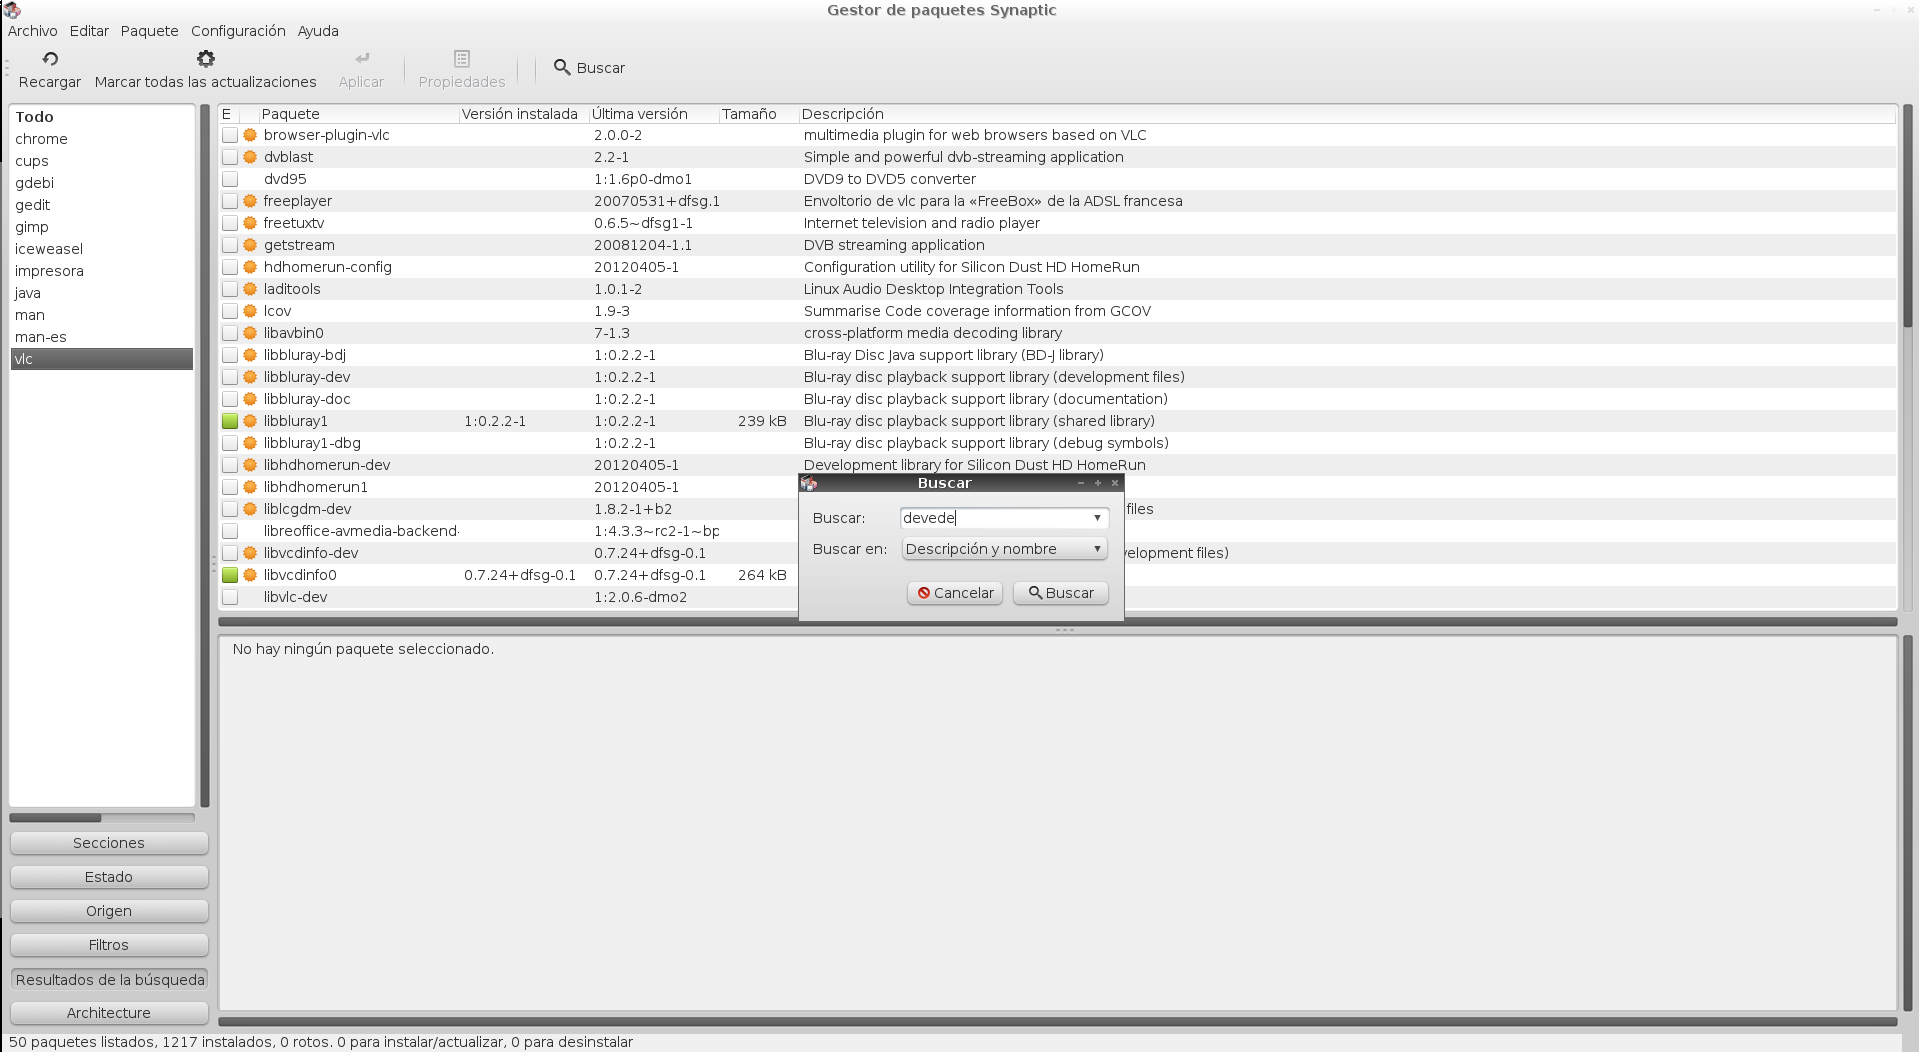 Gestor de paquetes Synaptic
Archivo Editar Paquete Configuración Ayuda
Recargar Marcar todas las actualizaciones Aplicar Propiedades Buscar
Todo
chrome
cups
gdebi
gedit
gimp
iceweasel
impresora
java
man
man-es
vlc
Secciones
Estado
Origen
Filtros
Resultados de la búsqueda
Architecture
E Paquete Versión instalada Última versión Tamaño Descripción
browser-plugin-vlc 2.0.0-2 multimedia plugin for web browsers based on VLC
dvblast 2.2-1 Simple and powerful dvb-streaming application
dvd95 1:1.6p0-dmo1 DVD9 to DVD5 converter
freeplayer 20070531+dfsg.1 Envoltorio de vlc para la «FreeBox» de la ADSL francesa
freetuxtv 0.6.5~dfsg1-1 Internet television and radio player
getstream 20081204-1.1 DVB streaming application
hdhomerun-config 20120405-1 Configuration utility for Silicon Dust HD HomeRun
laditools 1.0.1-2 Linux Audio Desktop Integration Tools
lcov 1.9-3 Summarise Code coverage information from GCOV
libavbin0 7-1.3 cross-platform media decoding library
libbluray-bdj 1:0.2.2-1 Blu-ray Disc Java support library (BD-J library)
libbluray-dev 1:0.2.2-1 Blu-ray disc playback support library (development files)
libbluray-doc 1:0.2.2-1 Blu-ray disc playback support library (documentation)
libbluray1 1:0.2.2-1 1:0.2.2-1 239 kB Blu-ray disc playback support library (shared library)
libbluray1-dbg 1:0.2.2-1 Blu-ray disc playback support library (debug symbols)
libhdhomerun-dev 20120405-1 Development library for Silicon Dust HD HomeRun
libhdhomerun1 20120405-1
liblcgdm-dev 1.8.2-1+b2 files
libreoffice-avmedia-backend- 1:4.3.3~rc2-1~bp
libvcdinfo-dev 0.7.24+dfsg-0.1 velopment files)
libvcdinfo0 0.7.24+dfsg-0.1 0.7.24+dfsg-0.1 264 kB
libvlc-dev 1:2.0.6-dmo2
Buscar
Buscar: devede
Buscar en: Descripción y nombre
Cancelar Buscar
No hay ningún paquete seleccionado.
50 paquetes listados, 1217 instalados, 0 rotos. 0 para instalar/actualizar, 0 para desinstalar